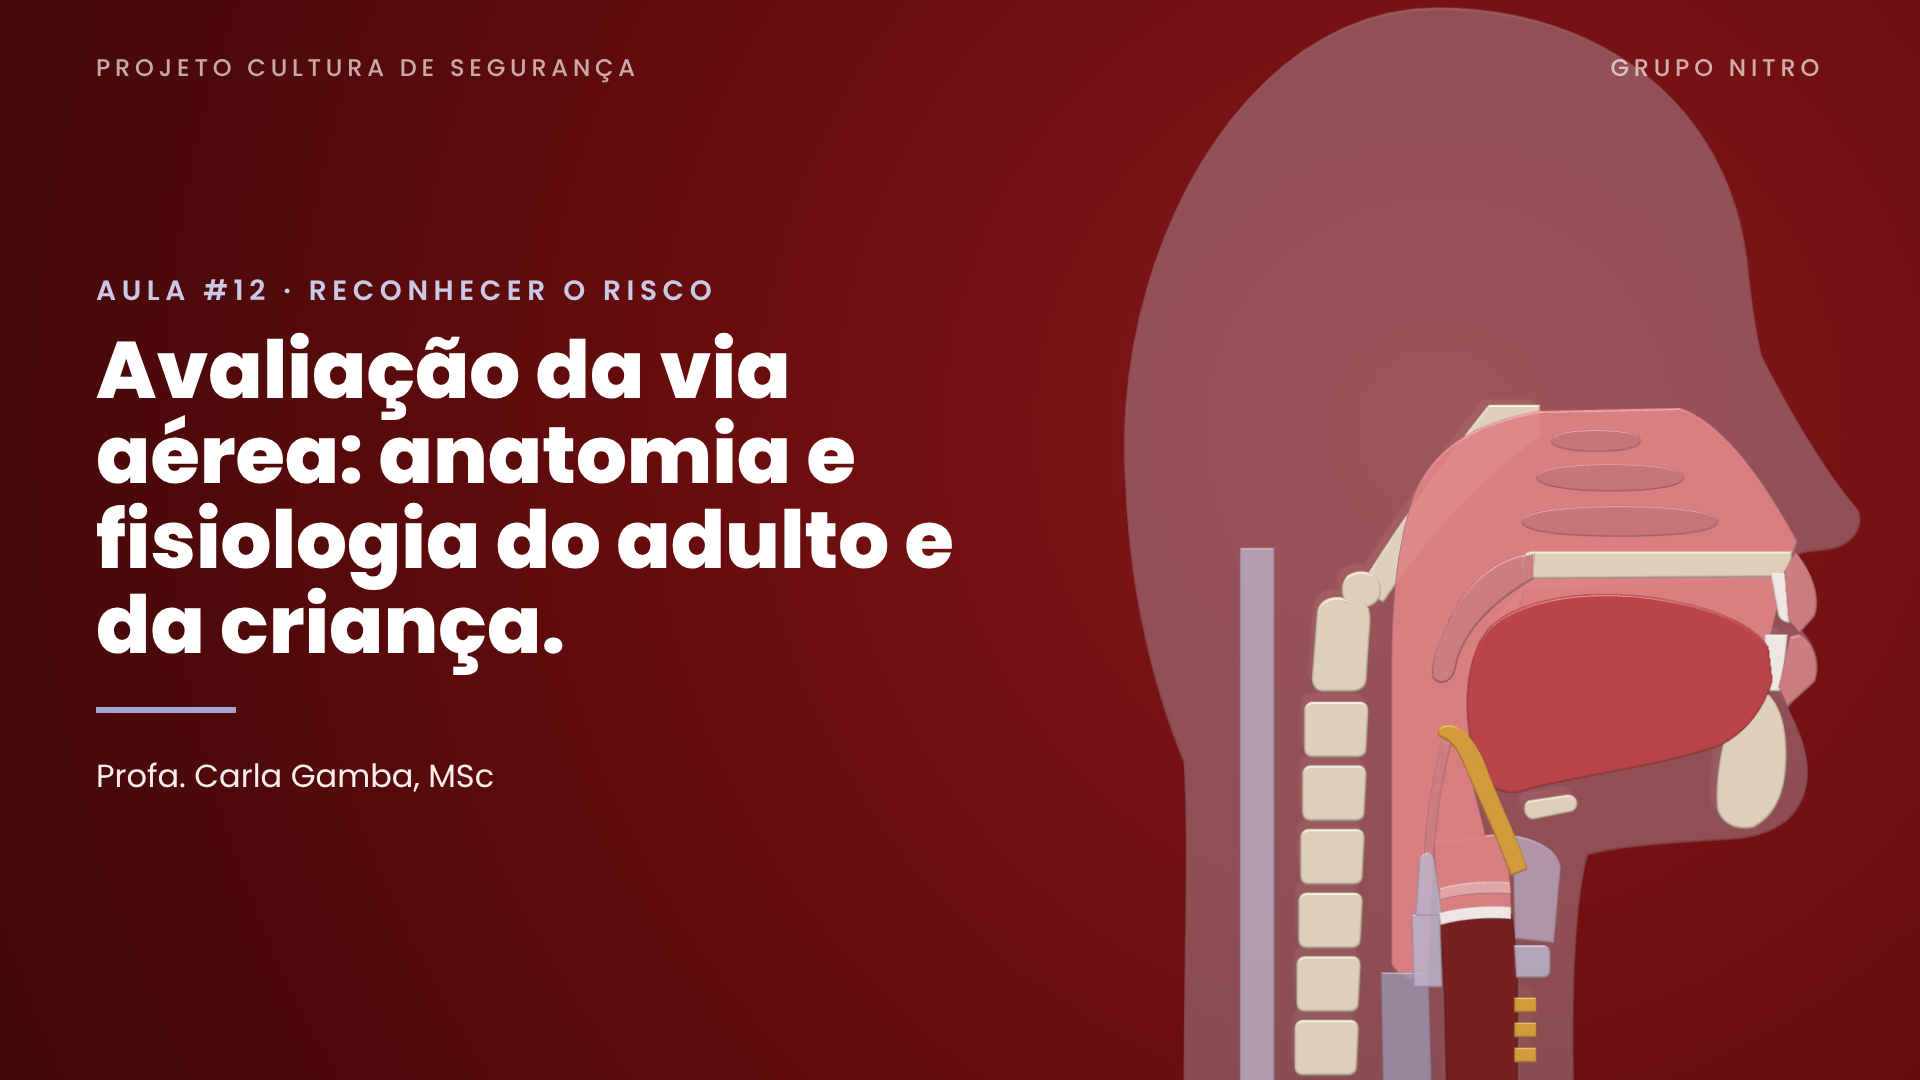 PROJETO CULTURA DE SEGURANÇA
GRUPO NITRO
AULA #12 · RECONHECER O RISCO
Avaliação da via
aérea: anatomia e
fisiologia do adulto e
da criança.
Profa. Carla Gamba, MSc